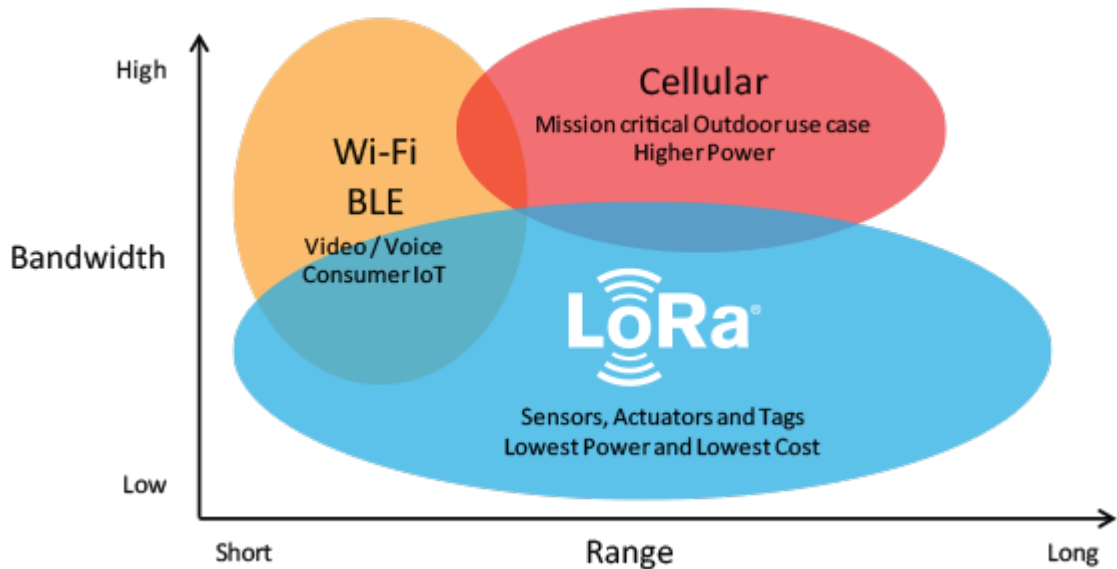 High
Cellular
Mission critical Outdoor use case
Higher Power
Wi-Fi
BLE
Video / Voice
Consumer IoT
Bandwidth
LoRa®
Sensors, Actuators and Tags
Lowest Power and Lowest Cost
Low
Short
Range
Long